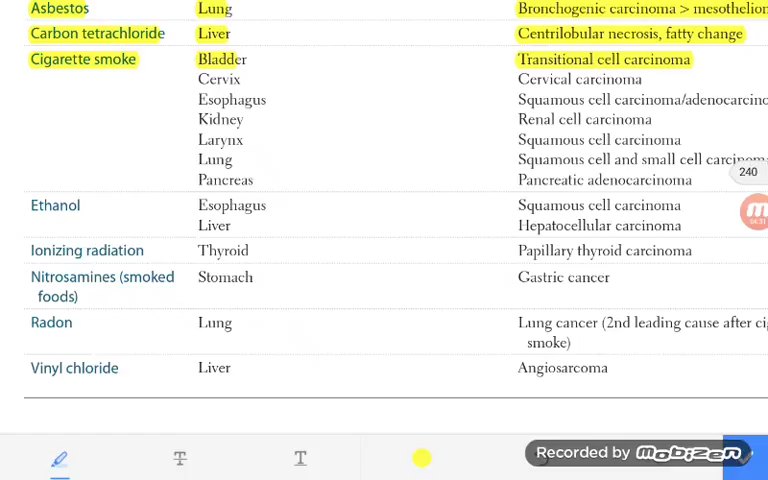 Asbestos Lung Bronchogenic carcinoma > mesothelion
Carbon tetrachloride Liver Centrilobular necrosis, fatty change
Cigarette smoke Bladder Transitional cell carcinoma
Cervix Cervical carcinoma
Esophagus Squamous cell carcinoma/adenocarcino
Kidney Renal cell carcinoma
Larynx Squamous cell carcinoma
Lung Squamous cell and small cell carcinoma
Pancreas Pancreatic adenocarcinoma
240
Ethanol Esophagus Squamous cell carcinoma
Liver Hepatocellular carcinoma
04:31
Ionizing radiation Thyroid Papillary thyroid carcinoma
Nitrosamines (smoked Stomach Gastric cancer
foods)
Radon Lung Lung cancer (2nd leading cause after cig
smoke)
Vinyl chloride Liver Angiosarcoma
T T
Recorded by mobizen